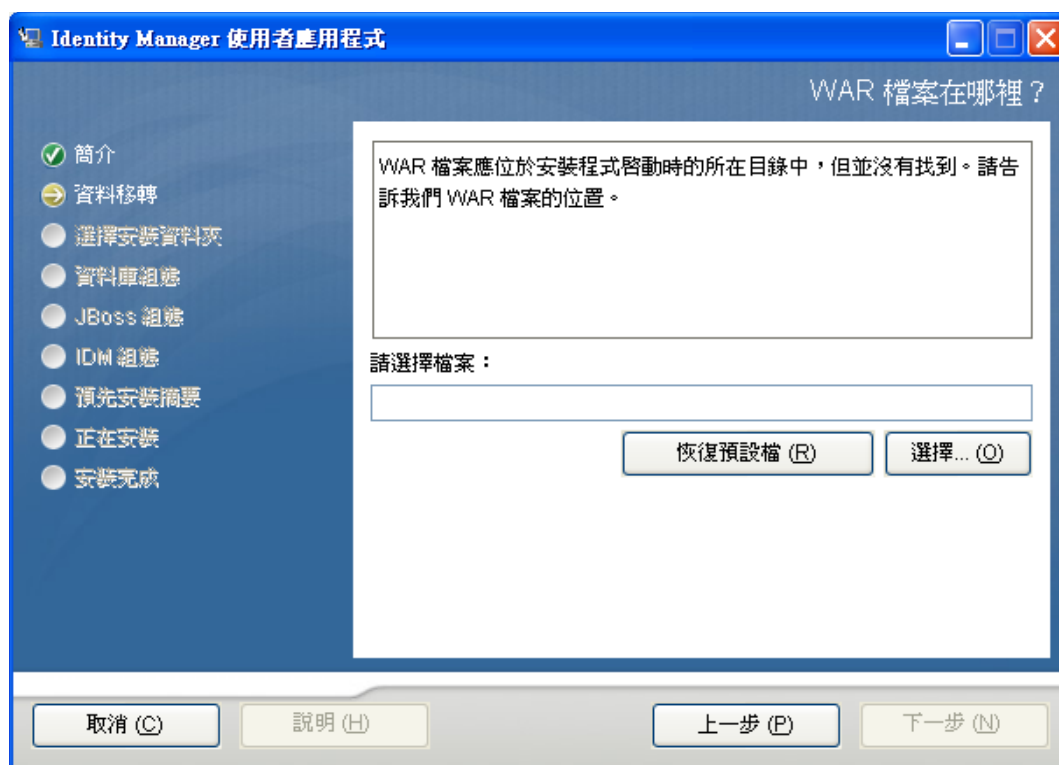 Identity Manager 使用者應用程式
WAR 檔案在哪裡？
簡介
資料移轉
選擇安裝資料夾
資料庫組態
JBoss 組態
IDM 組態
預先安裝摘要
正在安裝
安裝完成
WAR 檔案應位於安裝程式啟動時的所在目錄中，但並沒有找到。請告
訴我們 WAR 檔案的位置。
請選擇檔案：
恢復預設檔 (R)
選擇... (O)
取消 (C)
說明 (H)
上一步 (P)
下一步 (N)